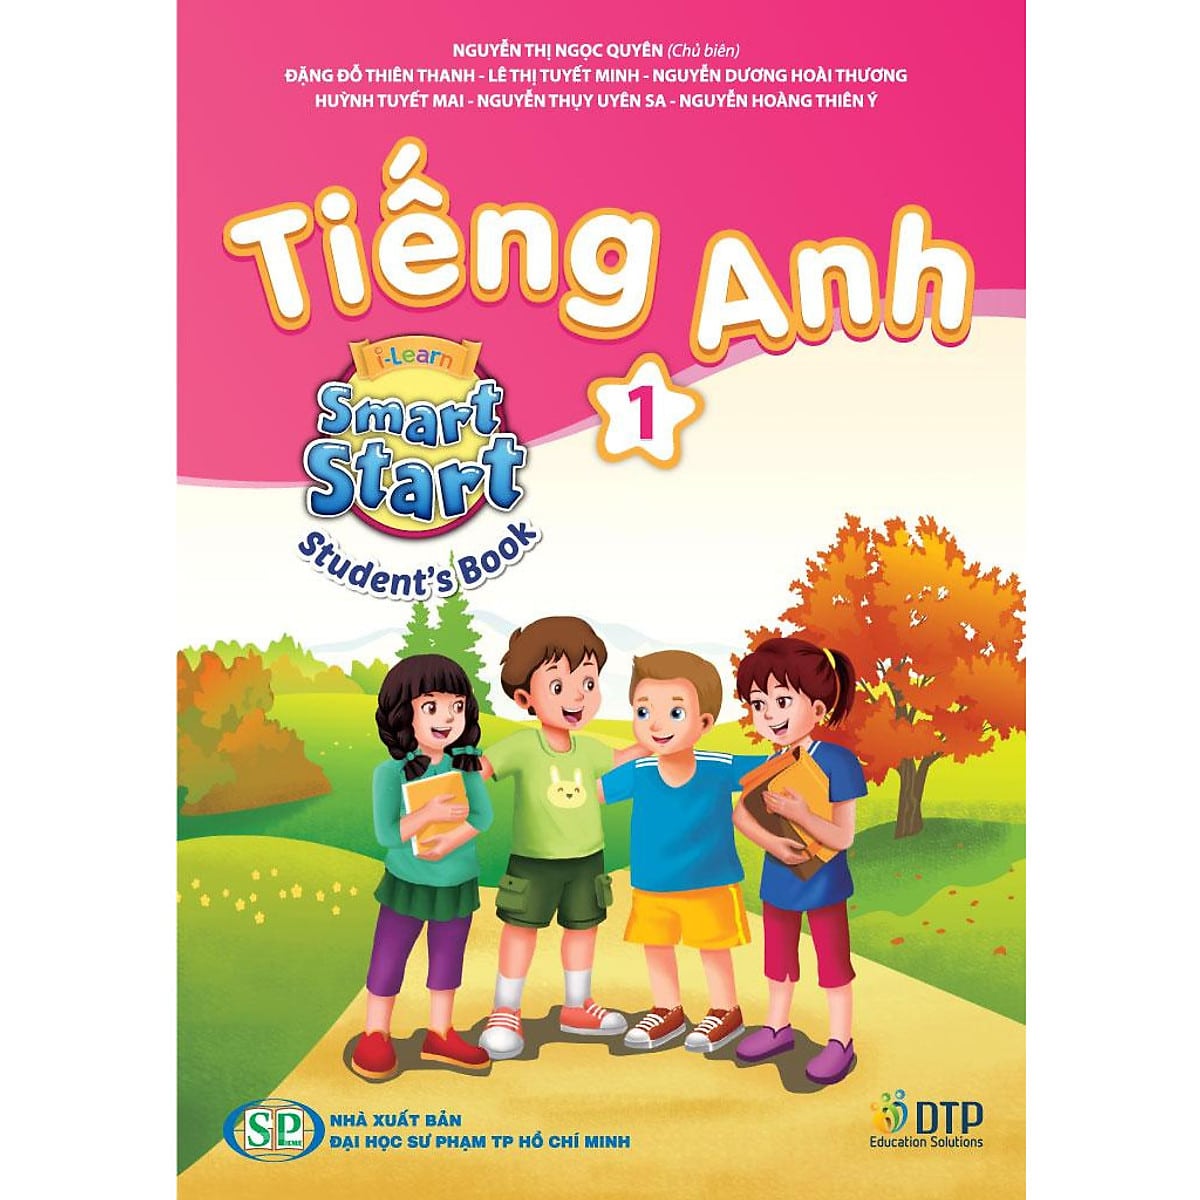 NGUYỄN THỊ NGỌC QUYÊN (Chủ biên)
ĐẶNG ĐỖ THIÊN THANH - LÊ THỊ TUYẾT MINH - NGUYỄN DƯƠNG HOÀI THƯƠNG
HUỲNH TUYẾT MAI - NGUYỄN THỤY UYÊN SA - NGUYỄN HOÀNG THIÊN Ý
Tiếng Anh
1
i-Learn
Smart
Start
Student's Book
SP
NHÀ XUẤT BẢN
ĐẠI HỌC SƯ PHẠM TP HỒ CHÍ MINH
DTP
Education Solutions